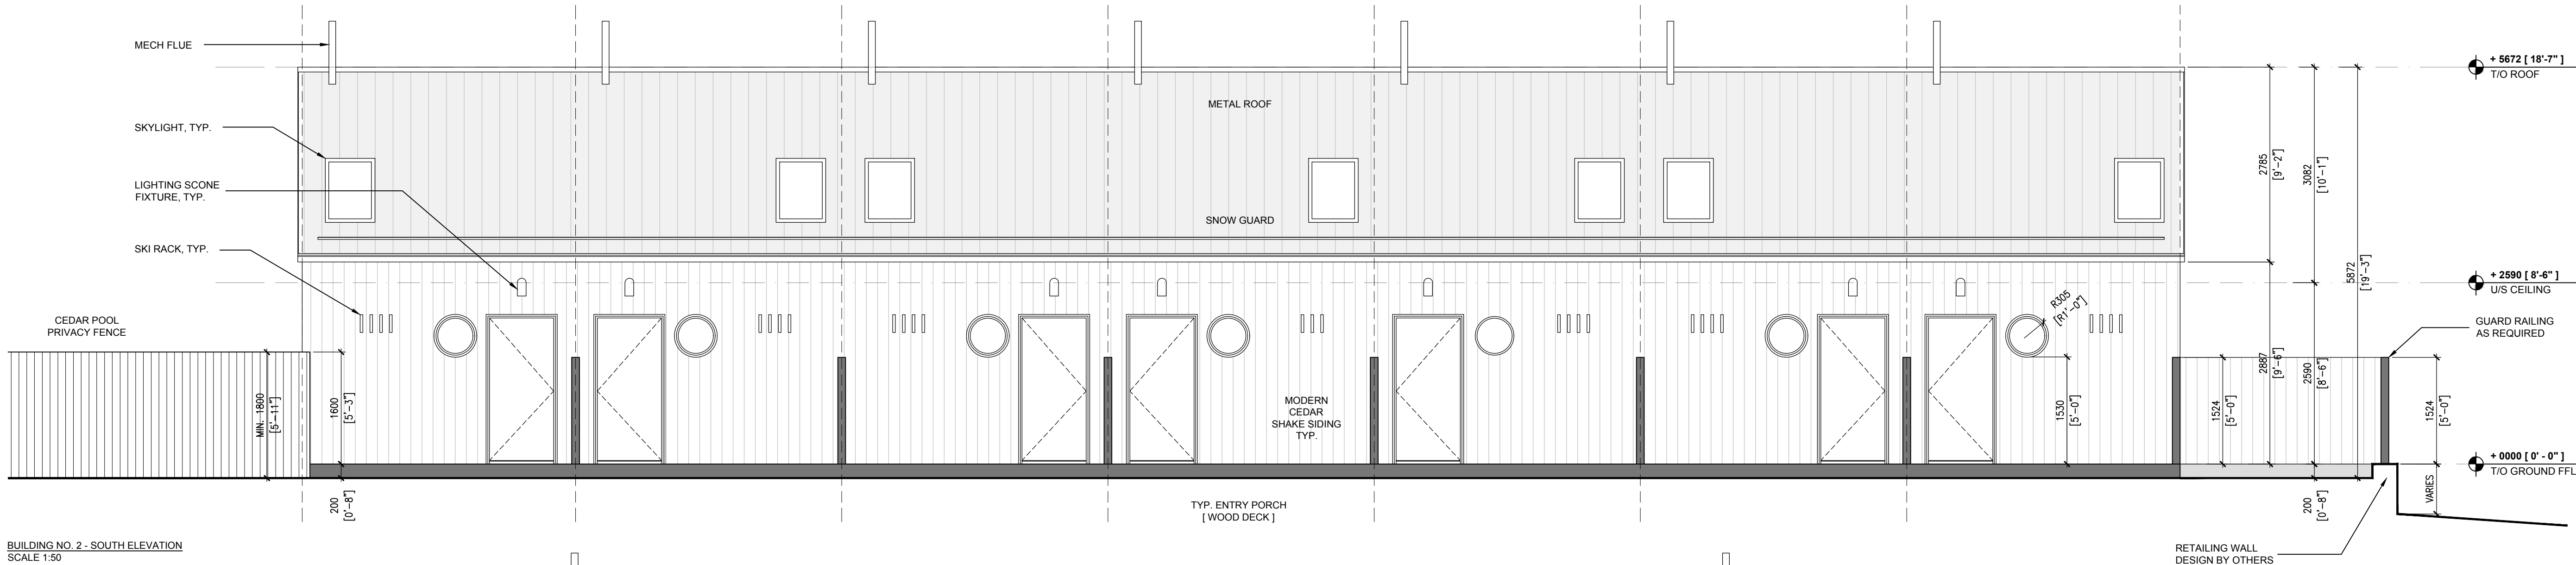 MECH FLUE
SKYLIGHT, TYP.
LIGHTING SCONE
FIXTURE, TYP.
SKI RACK, TYP.
CEDAR POOL
PRIVACY FENCE
METAL ROOF
SNOW GUARD
MODERN
CEDAR
SHAKE SIDING
TYP.
TYP. ENTRY PORCH
[ WOOD DECK ]
MIN. 1800
[5'-11"]
1600
[5'-3"]
200
[0'-8"]
R305
[R1'-0"]
1530
[5'-0"]
1524
[5'-0"]
2785
[9'-2"]
2887
[9'-6"]
3082
[10'-1"]
2590
[8'-6"]
200
[0'-8"]
5872
[19'-3"]
1524
[5'-0"]
VARIES
+ 5672 [ 18'-7" ]
T/O ROOF
+ 2590 [ 8'-6" ]
U/S CEILING
GUARD RAILING
AS REQUIRED
+ 0000 [ 0' - 0" ]
T/O GROUND FFL
RETAILING WALL
DESIGN BY OTHERS
BUILDING NO. 2 - SOUTH ELEVATION
SCALE 1:50